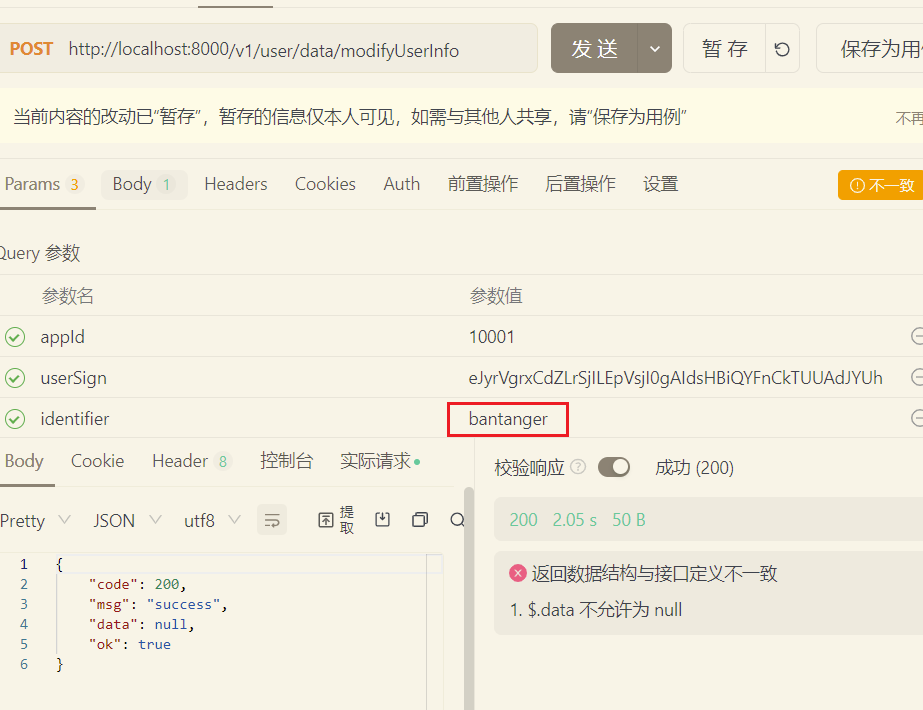 POST http://localhost:8000/v1/user/data/modifyUserInfo 发 送 暂 存 保存为用
当前内容的改动已“暂存”，暂存的信息仅本人可见，如需与其他人共享，请“保存为用例” 不再
Params 3 Body 1 Headers Cookies Auth 前置操作 后置操作 设置 不一致
Query 参数
参数名 参数值
appId 10001
userSign eJyrVgrxCdZLrSjILEpVsjI0gAIdsHBiQYFnCkTUUAdJYUh
identifier bantanger
Body Cookie Header 8 控制台 实际请求 校验响应 ? 成功 (200)
Pretty JSON utf8 提取 200 2.05 s 50 B
1 {
2 "code": 200,
3 "msg": "success",
4 "data": null,
5 "ok": true
6 }
返回数据结构与接口定义不一致
1. $.data 不允许为 null